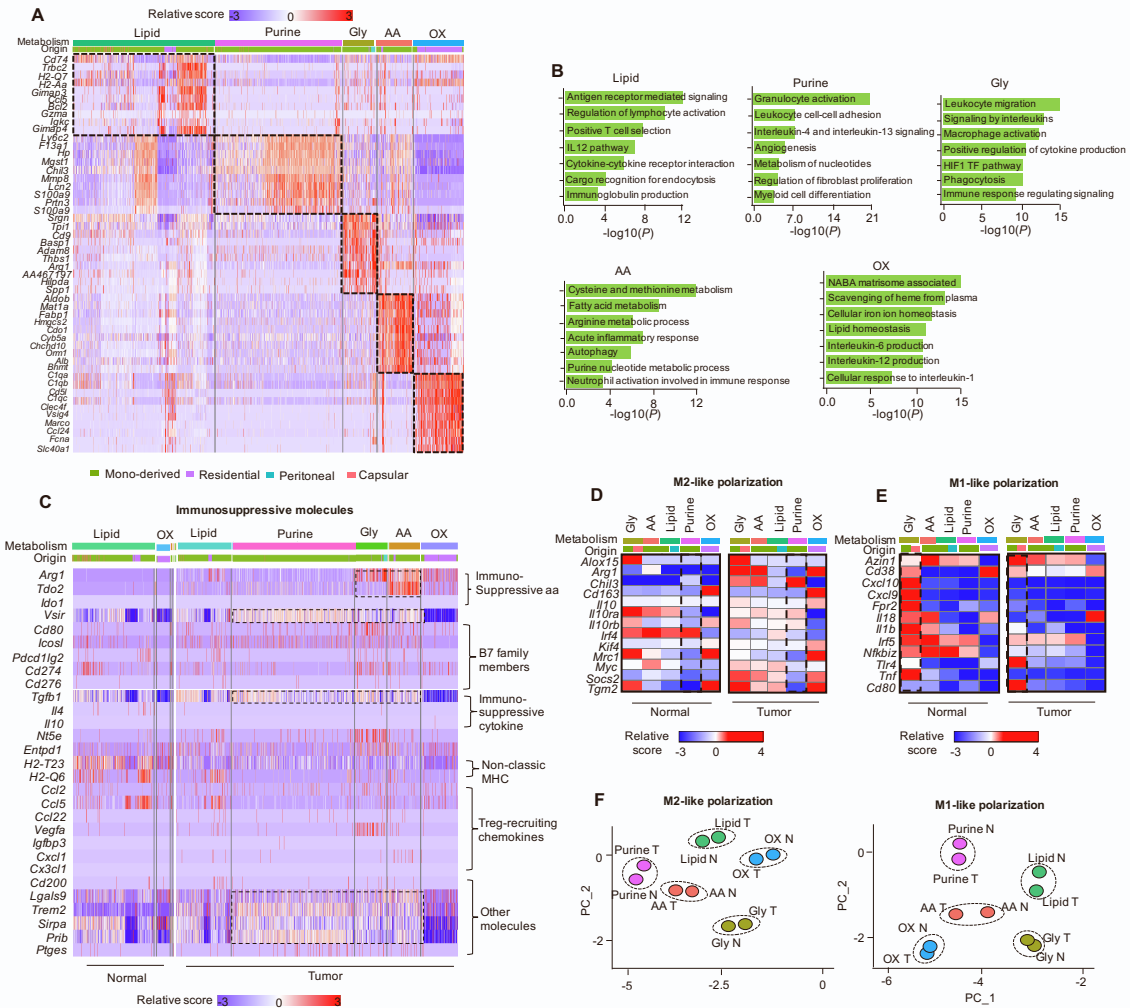 A
Relative score -3 0 3
Lipid Purine Gly AA OX
Metabolism
Origin
Cd74
Trbc2
H2-Q7
H2-Aa
Gimap3
Ccl5
Bcl2
Gzma
Igkc
Gimap4
Ly6c2
F13a1
Hp
Mgst1
Chil3
Mmp8
Lcn2
S100a9
Prtn3
S100a9
Srgn
Tpi1
Cd9
Basp1
Adam8
Thbs1
Arg1
AA467197
Hilpda
Spp1
Aldob
Mat1a
Fabp1
Hmgcs2
Cdo1
Cyb5a
Chchd10
Orm1
Alb
Bhmt
C1qa
C1qb
Cd5l
C1qc
Clec4f
Vsig4
Marco
Ccl24
Fcna
Slc40a1
Mono-derived Residential Peritoneal Capsular
B
Lipid
Antigen receptor mediated signaling
Regulation of lymphocyte activation
Positive T cell selection
IL12 pathway
Cytokine-cytokine receptor interaction
Cargo recognition for endocytosis
Immunoglobulin production
0.0 4 8 12
-log10(P)
Purine
Granulocyte activation
Leukocyte cell-cell adhesion
Interleukin-4 and interleukin-13 signaling
Angiogenesis
Metabolism of nucleotides
Regulation of fibroblast proliferation
Myeloid cell differentiation
0.0 7.0 14 21
-log10(P)
Gly
Leukocyte migration
Signaling by interleukins
Macrophage activation
Positive regulation of cytokine production
HIF1 TF pathway
Phagocytosis
Immune response regulating signaling
0 5 10 15
-log10(P)
AA
Cysteine and methionine metabolism
Fatty acid metabolism
Arginine metabolic process
Acute inflammatory response
Autophagy
Purine nucleotide metabolic process
Neutrophil activation involved in immune response
0.0 4 8 12
-log10(P)
OX
NABA matrisome associated
Scavenging of heme from plasma
Cellular iron ion homeostasis
Lipid homeostasis
Interleukin-6 production
Interleukin-12 production
Cellular response to interleukin-1
0.0 5 10 15
-log10(P)
C
Immunosuppressive molecules
Lipid OX Lipid Purine Gly AA OX
Metabolism
Origin
Arg1
Tdo2
Ido1
Vsir
Cd80
Icosl
Pdcd1lg2
Cd274
Cd276
Tgfb1
Il4
Il10
Nt5e
Entpd1
H2-T23
H2-Q6
Ccl2
Ccl5
Ccl22
Vegfa
Igfbp3
Cxcl1
Cx3cl1
Cd200
Lgals9
Trem2
Sirpa
Prib
Ptges
Immuno-
Suppressive aa
B7 family
members
Immuno-
suppressive
cytokine
Non-classic
MHC
Treg-recruiting
chemokines
Other
molecules
Normal Tumor
Relative score -3 0 3
D
M2-like polarization
Gly AA Lipid Purine OX Gly AA Lipid Purine OX
Metabolism
Origin
Alox15
Arg1
Chil3
Cd163
Il10
Il10ra
Il10rb
Irf4
Kif4
Mrc1
Myc
Socs2
Tgm2
Normal Tumor
Relative
score
-3 0 4
E
M1-like polarization
Gly AA Lipid Purine OX Gly AA Lipid Purine OX
Metabolism
Origin
Azin1
Cd38
Cxcl10
Cxcl9
Fpr2
Il18
Il1b
Irf5
Nfkbiz
Tlr4
Tnf
Cd80
Normal Tumor
Relative
score
-3 0 4
F
M2-like polarization
PC_2
0
-2
Lipid T
Lipid N
OX N
OX T
Purine T
Purine N
AA N
AA T
Gly T
Gly N
-5 -2.5 0
M1-like polarization
PC_2
0
-2
Purine N
Purine T
Lipid N
Lipid T
AA T
AA N
OX N
OX T
Gly T
Gly N
-6 -4 -2
PC_1